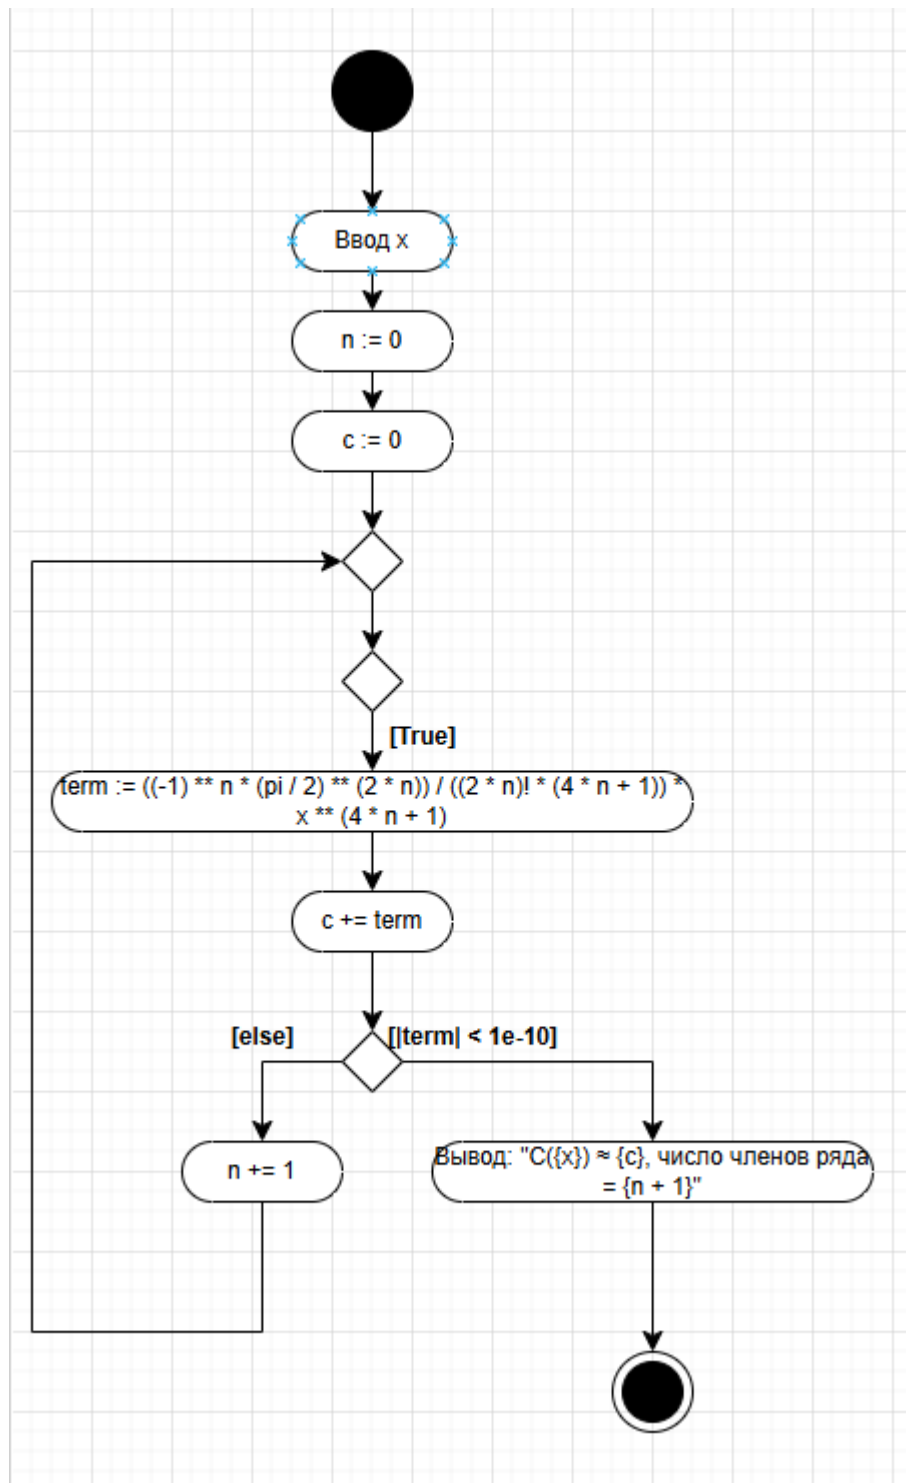 Ввод x
n := 0
c := 0
[True]
term := ((-1) ** n * (pi / 2) ** (2 * n)) / ((2 * n)! * (4 * n + 1)) *
x ** (4 * n + 1)
c += term
[else]
[|term| < 1e-10]
n += 1
Вывод: "C({x}) ≈ {c}, число членов ряда
= {n + 1}"